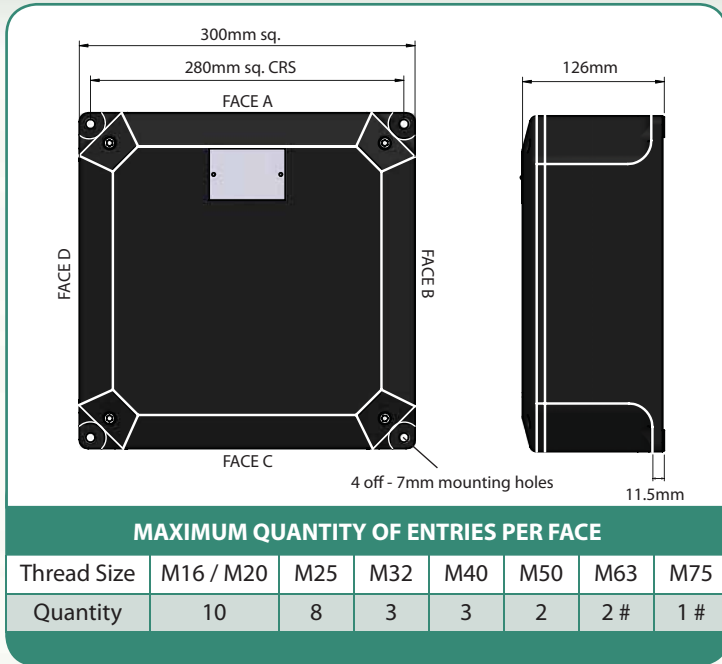 300mm sq.
280mm sq. CRS
126mm
FACE A
FACE D
FACE B
FACE C
4 off - 7mm mounting holes
11.5mm
MAXIMUM QUANTITY OF ENTRIES PER FACE
Thread Size M16 / M20 M25 M32 M40 M50 M63 M75
Quantity 10 8 3 3 2 2 # 1 #